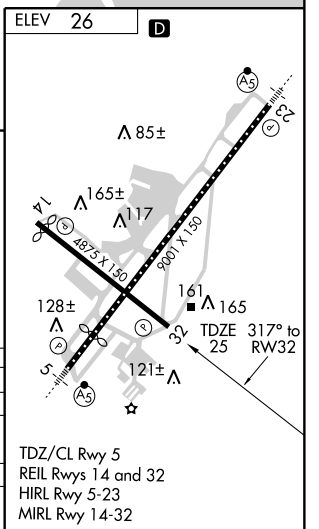 ELEV 26 D
A5
23
P
85±
165±
117
14
P
4875 X 150
9001 X 150
161
165
128±
P
P
32
TDZE
25
317° to
RW32
5
121±
A5
TDZ/CL Rwy 5
REIL Rwys 14 and 32
HIRL Rwy 5-23
MIRL Rwy 14-32